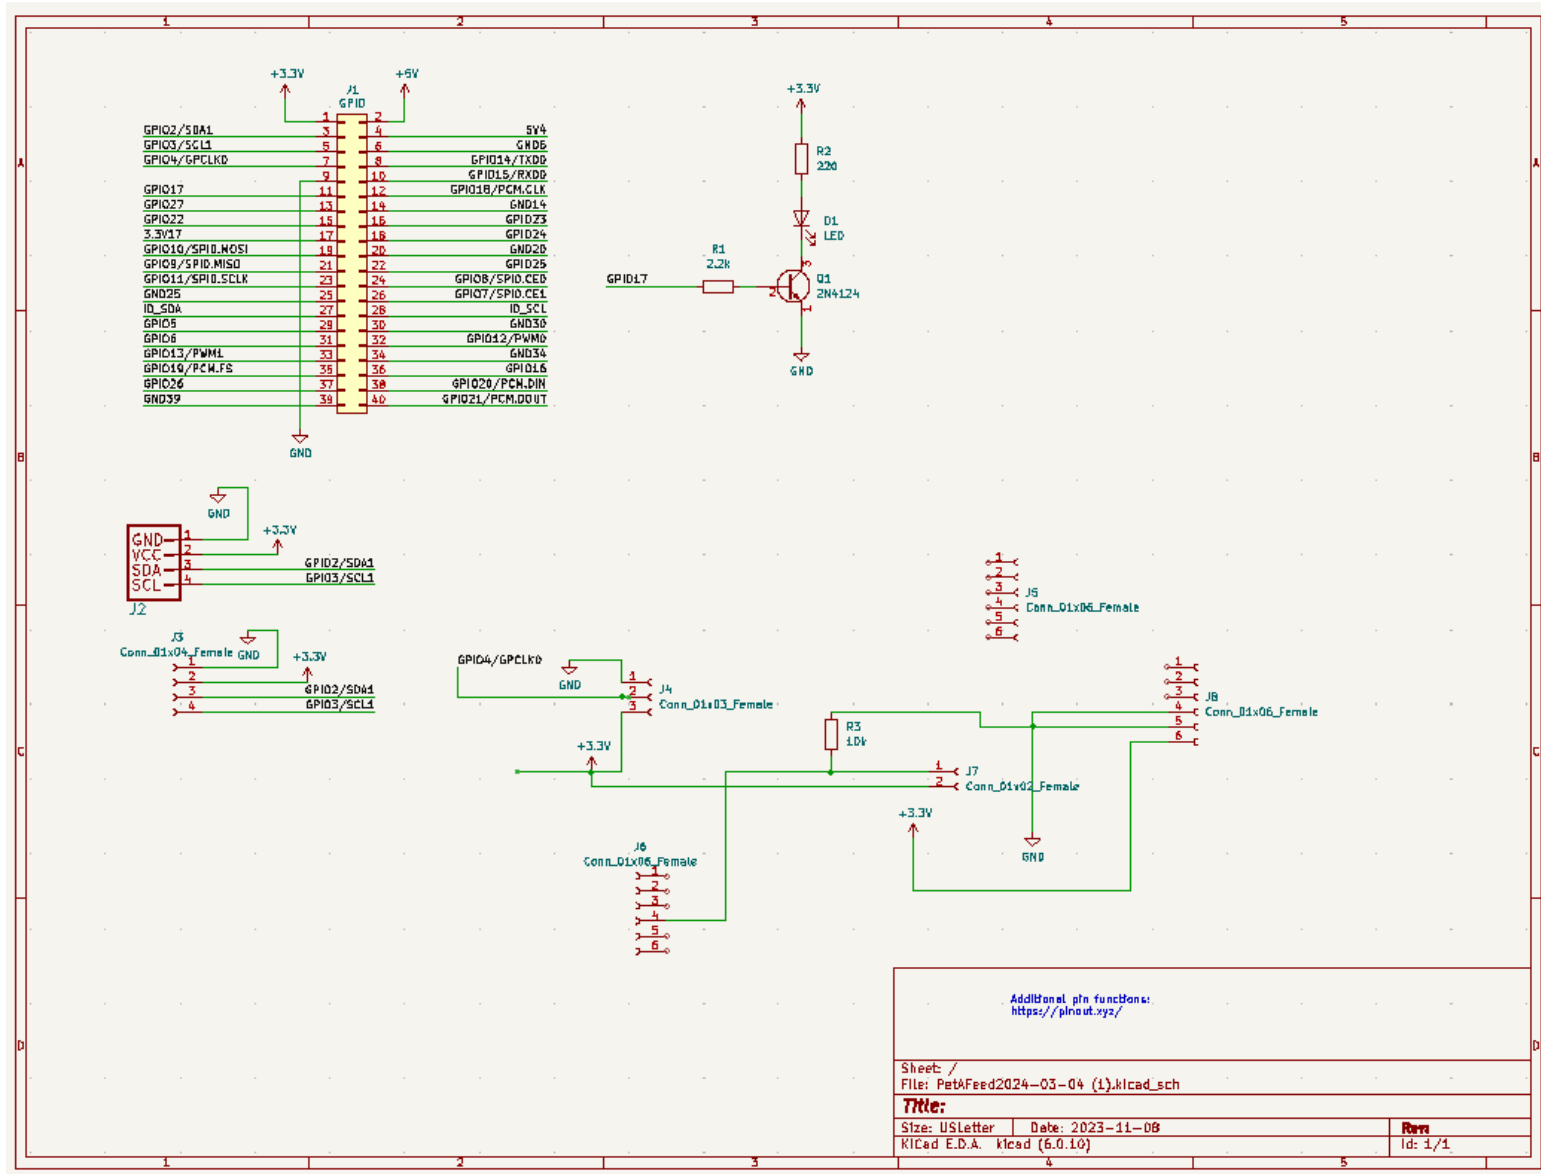 1 2 3 4 5
A B C D
A B C D
1 2 3 4 5
+3.3V
+5V
J1
GPIO
1 2
GPIO2/SDA1 3 4 5V4
GPIO3/SCL1 5 6 GND6
GPIO4/GPCLK0 7 8 GPIO14/TXD0
9 10 GPIO15/RXD0
GPIO17 11 12 GPIO18/PCM.CLK
GPIO27 13 14 GND14
GPIO22 15 16 GPIO23
3.3V17 17 18 GPIO24
GPIO10/SPI0.MOSI 19 20 GND20
GPIO9/SPI0.MISO 21 22 GPIO25
GPIO11/SPI0.SCLK 23 24 GPIO8/SPI0.CE0
GND25 25 26 GPIO7/SPI0.CE1
ID_SDA 27 28 ID_SCL
GPIO5 29 30 GND30
GPIO6 31 32 GPIO12/PWM0
GPIO13/PWM1 33 34 GND34
GPIO19/PCM.FS 35 36 GPIO16
GPIO26 37 38 GPIO20/PCM.DIN
GND39 39 40 GPIO21/PCM.DOUT
GND
+3.3V
R2
220
D1
LED
GPIO17
R1
2.2k
3
2
1
Q1
2N4124
GND
GND
+3.3V
GND 1
VCC 2
SDA 3 GPIO2/SDA1
SCL 4 GPIO3/SCL1
J2
J3
Conn_01x04_Female
GND
+3.3V
1
2
3 GPIO2/SDA1
4 GPIO3/SCL1
GPIO4/GPCLK0
GND
1
2
3
J4
Conn_01x03_Female
+3.3V
1
2
3
4
5
6
J5
Conn_01x06_Female
1
2
3
4
5
6
J8
Conn_01x06_Female
R3
10k
1
2
J7
Conn_01x02_Female
+3.3V
GND
J6
Conn_01x06_Female
1
2
3
4
5
6
Additional pin functions:
https://pinout.xyz/
Sheet: /
File: PetAFeed2024-03-04 (1).kicad_sch
Title:
Size: USLetter Date: 2023-11-08 Rev:
KiCad E.D.A. kicad (6.0.10) Id: 1/1